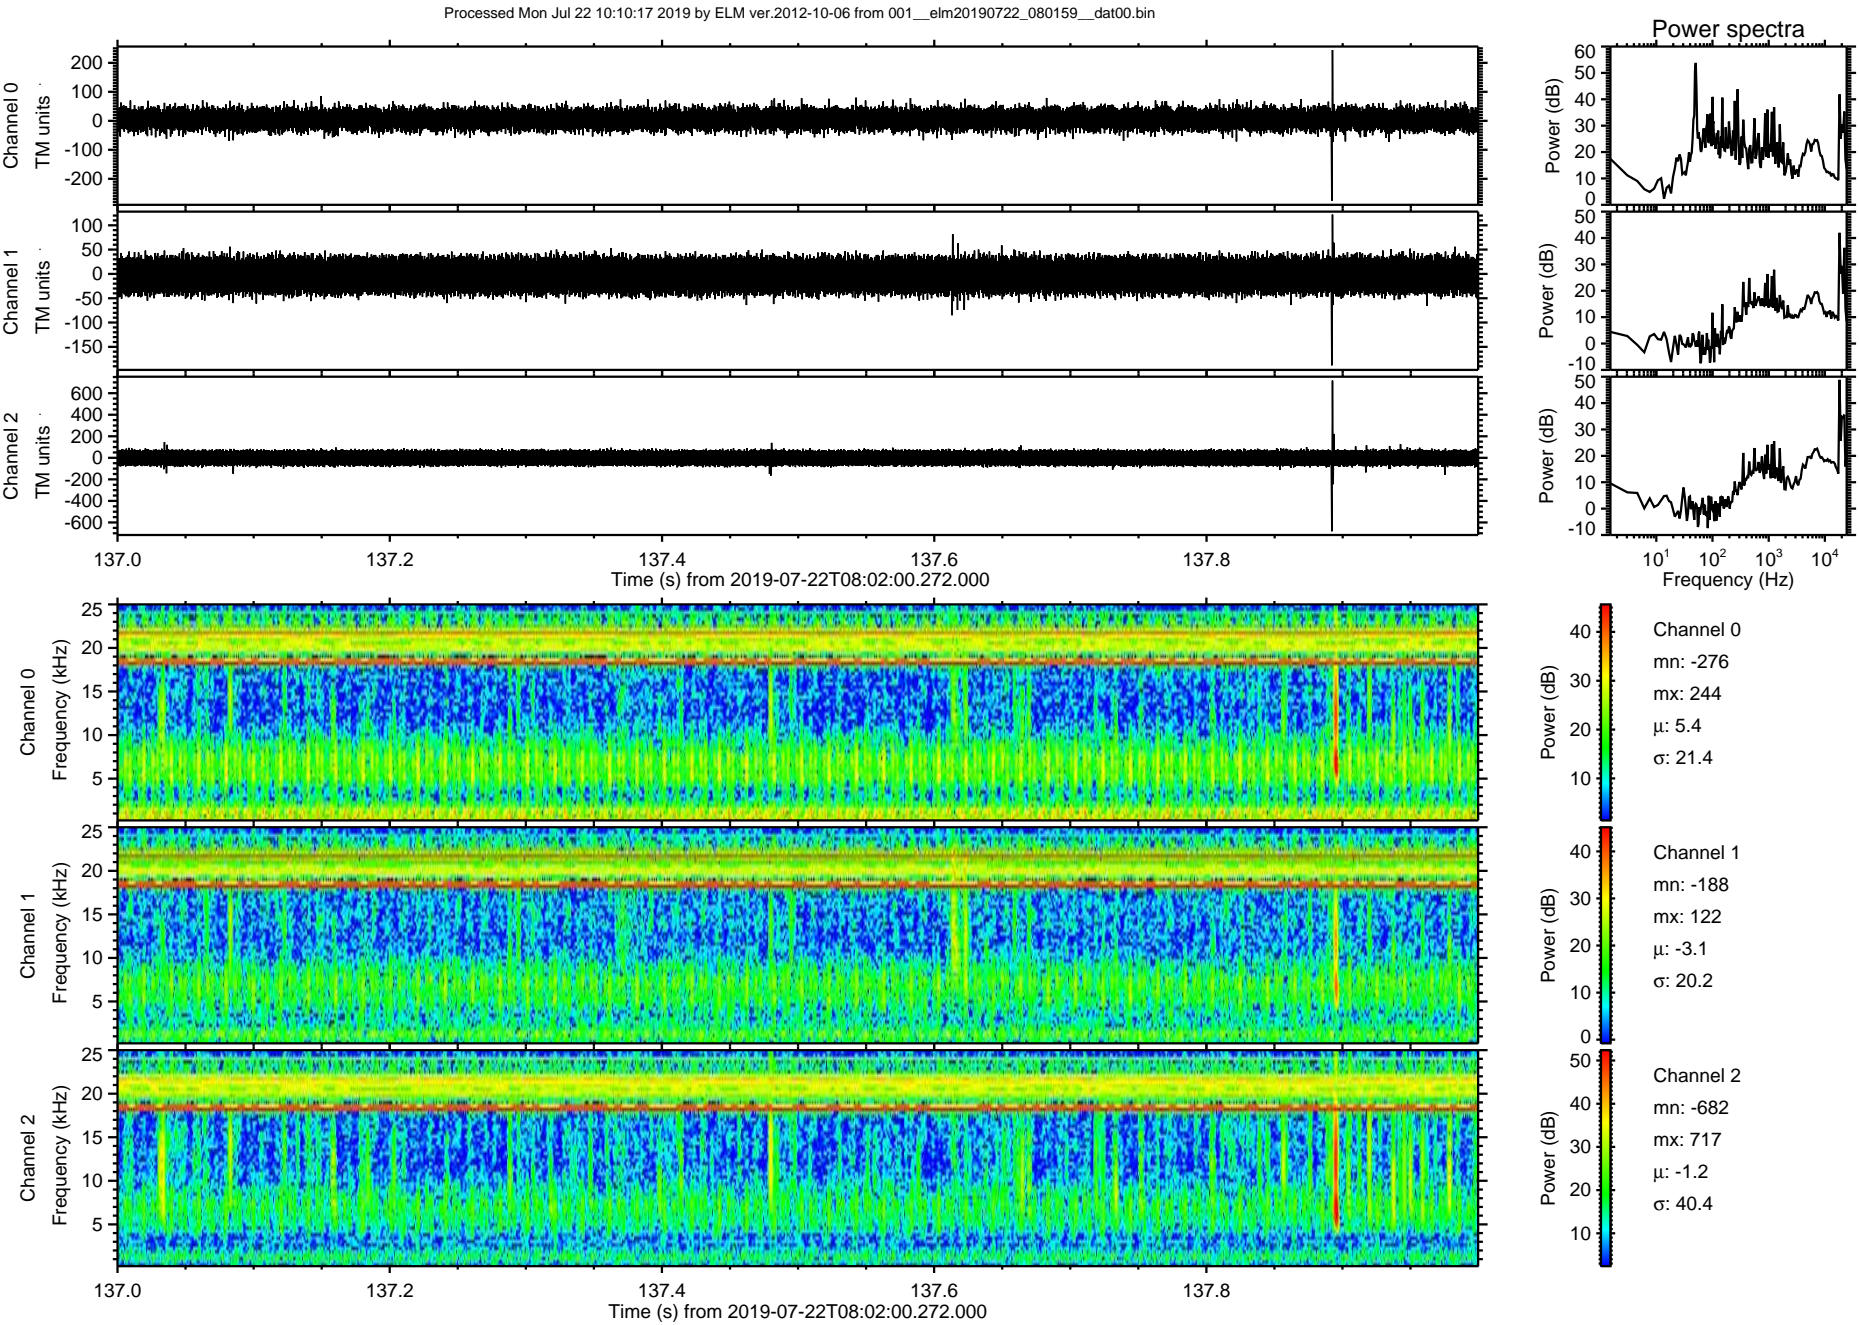 Processed Mon Jul 22 10:10:17 2019 by ELM ver.2012-10-06 from 001__elm20190722_080159__dat00.bin
Power spectra
Channel 0
TM units
200
100
0
-100
-200
Power (dB)
60
50
40
30
20
10
0
Channel 1
TM units
100
50
0
-50
-100
-150
Power (dB)
50
40
30
20
10
0
-10
Channel 2
TM units
600
400
200
0
-200
-400
-600
Power (dB)
50
40
30
20
10
0
-10
137.0 137.2 137.4 137.6 137.8
Time (s) from 2019-07-22T08:02:00.272.000
10¹ 10² 10³ 10⁴
Frequency (Hz)
Channel 0
Frequency (kHz)
25
20
15
10
5
Power (dB)
40
30
20
10
Channel 0
mn: -276
mx: 244
μ: 5.4
σ: 21.4
Channel 1
Frequency (kHz)
25
20
15
10
5
Power (dB)
40
30
20
10
0
Channel 1
mn: -188
mx: 122
μ: -3.1
σ: 20.2
Channel 2
Frequency (kHz)
25
20
15
10
5
Power (dB)
50
40
30
20
10
Channel 2
mn: -682
mx: 717
μ: -1.2
σ: 40.4
137.0 137.2 137.4 137.6 137.8
Time (s) from 2019-07-22T08:02:00.272.000